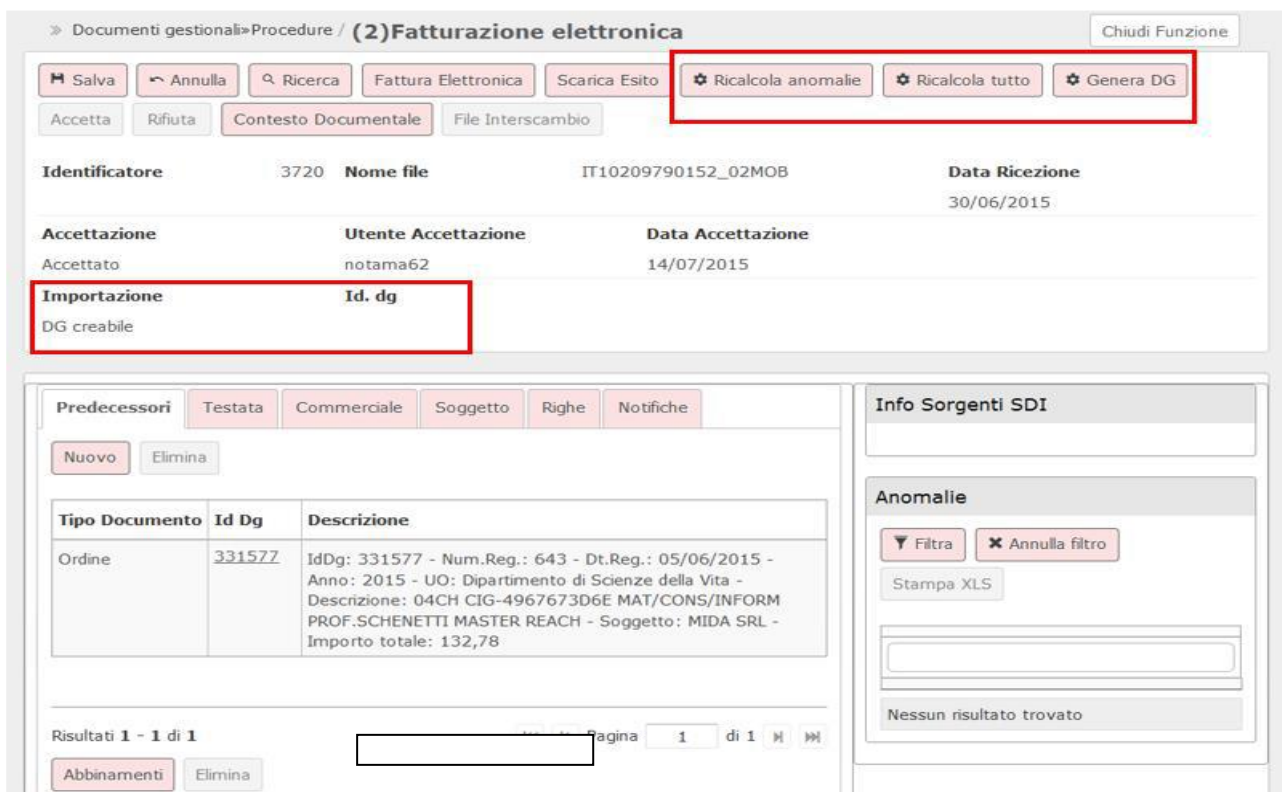 » Documenti gestionali»Procedure / (2)Fatturazione elettronica Chiudi Funzione
Salva Annulla Ricerca Fattura Elettronica Scarica Esito Ricalcola anomalie Ricalcola tutto Genera DG
Accetta Rifiuta Contesto Documentale File Interscambio
Identificatore 3720 Nome file IT10209790152_02MOB Data Ricezione
30/06/2015
Accettazione Utente Accettazione Data Accettazione
Accettato notama62 14/07/2015
Importazione Id. dg
DG creabile
Predecessori Testata Commerciale Soggetto Righe Notifiche
Nuovo Elimina
Tipo Documento Id Dg Descrizione
Ordine 331577 IdDg: 331577 - Num.Reg.: 643 - Dt.Reg.: 05/06/2015 -
Anno: 2015 - UO: Dipartimento di Scienze della Vita -
Descrizione: 04CH CIG-4967673D6E MAT/CONS/INFORM
PROF.SCHENETTI MASTER REACH - Soggetto: MIDA SRL -
Importo totale: 132,78
Risultati 1 - 1 di 1 Pagina 1 di 1
Abbinamenti Elimina
Info Sorgenti SDI
Anomalie
Filtra Annulla filtro
Stampa XLS
Nessun risultato trovato